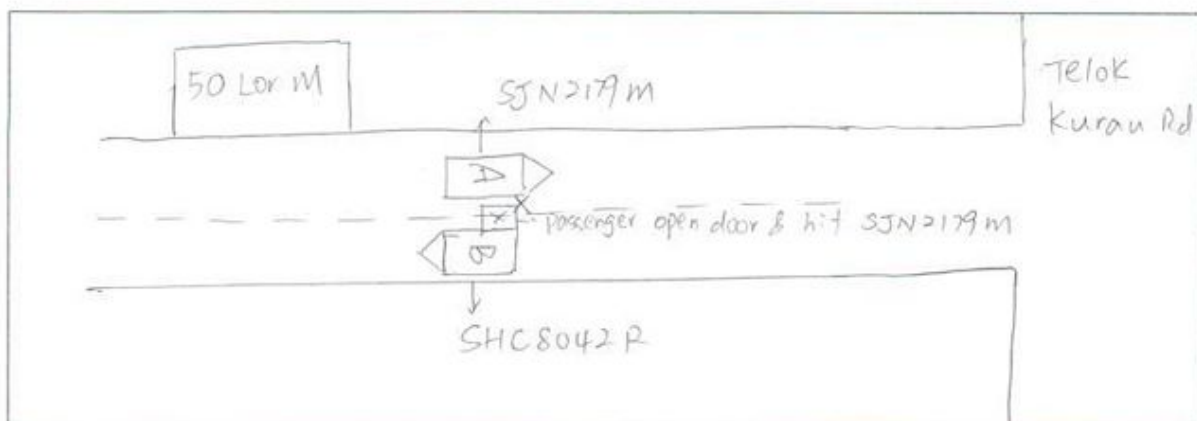 50 Lor M
SJN2179M
Telok
Kurau Rd
A
X
X
passenger open door & hit SJN2179M
B
SHC8042R